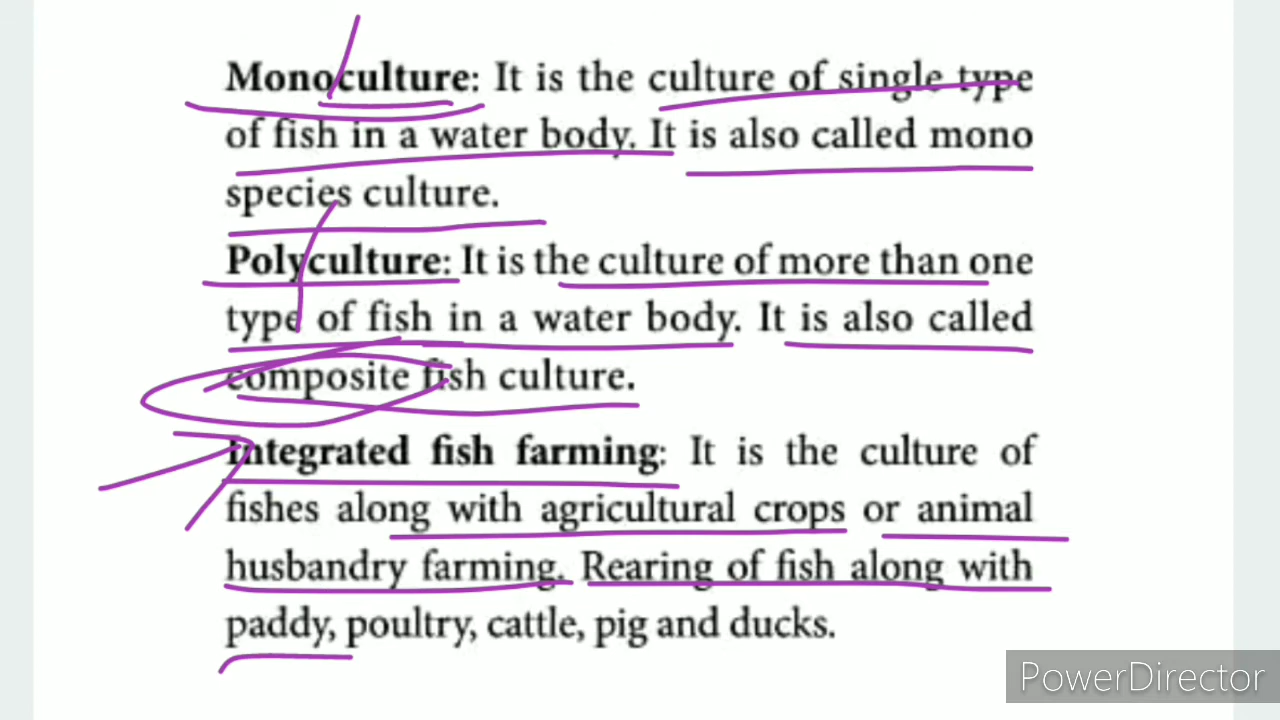 Monoculture: It is the culture of single type
of fish in a water body. It is also called mono
species culture.
Polyculture: It is the culture of more than one
type of fish in a water body. It is also called
composite fish culture.
Integrated fish farming: It is the culture of
fishes along with agricultural crops or animal
husbandry farming. Rearing of fish along with
paddy, poultry, cattle, pig and ducks.
PowerDirector